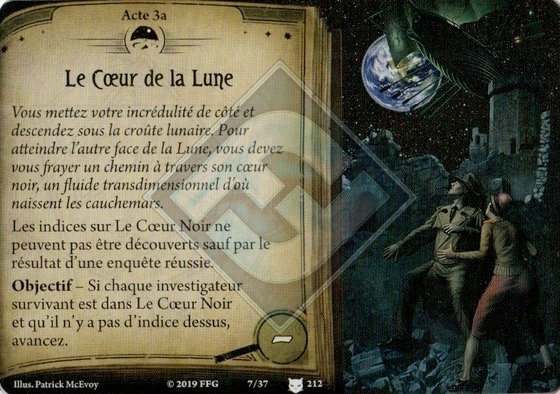 Acte 3a
Le Cœur de la Lune
Vous mettez votre incrédulité de côté et
descendez sous la croûte lunaire. Pour
atteindre l'autre face de la Lune, vous devez
vous frayer un chemin à travers son cœur
noir, un fluide transdimensionnel d'où
naissent les cauchemars.
Les indices sur Le Cœur Noir ne
peuvent pas être découverts sauf par le
résultat d'une enquête réussie.
Objectif – Si chaque investigateur
survivant est dans Le Cœur Noir
et qu'il n'y a pas d'indice dessus,
avancez.
–
Illus. Patrick McEvoy © 2019 FFG 7/37 212